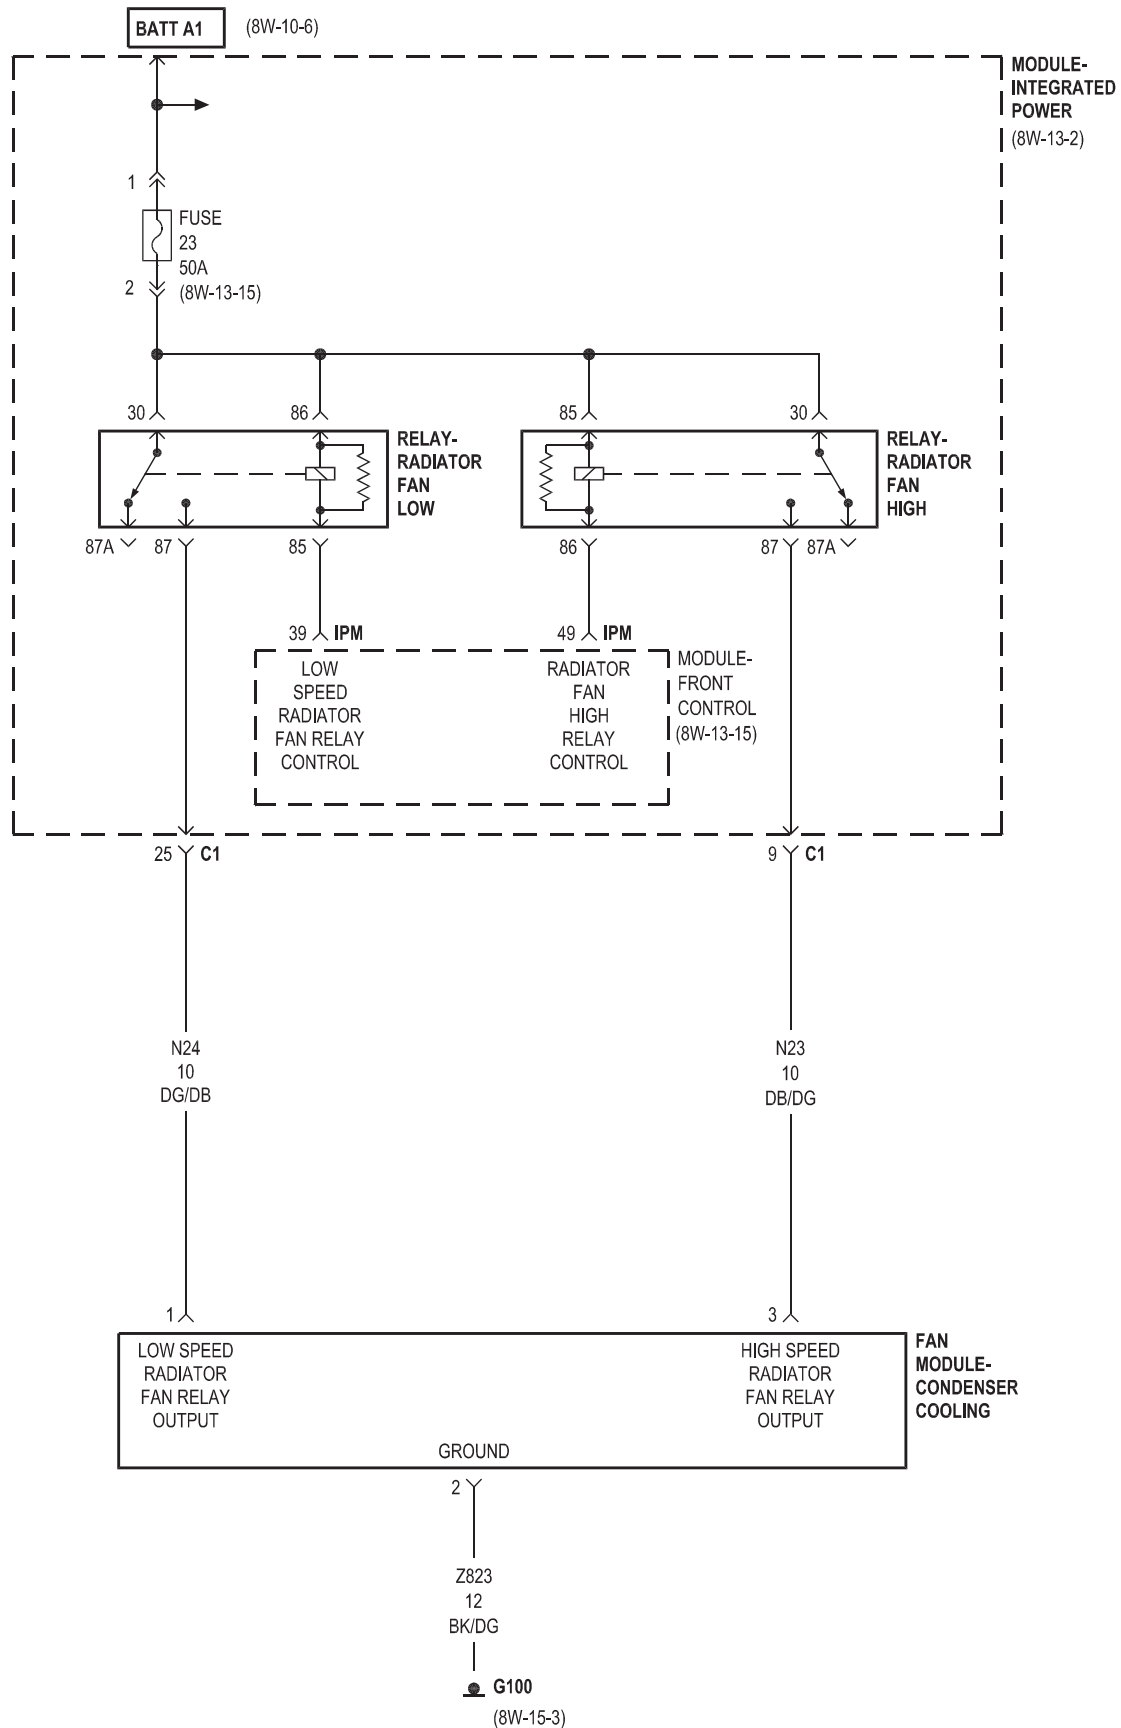 BATT A1 (8W-10-6)
MODULE-
INTEGRATED
POWER
(8W-13-2)
1
FUSE
23
50A
2 (8W-13-15)
30 86 85 30
RELAY-
RADIATOR
FAN
LOW
RELAY-
RADIATOR
FAN
HIGH
87A 87 85 86 87 87A
39 IPM 49 IPM
LOW
SPEED
RADIATOR
FAN RELAY
CONTROL
RADIATOR
FAN
HIGH
RELAY
CONTROL
MODULE-
FRONT
CONTROL
(8W-13-15)
25 C1 9 C1
N24
10
DG/DB
N23
10
DB/DG
1 3
LOW SPEED
RADIATOR
FAN RELAY
OUTPUT
HIGH SPEED
RADIATOR
FAN RELAY
OUTPUT
FAN
MODULE-
CONDENSER
COOLING
GROUND
2
Z823
12
BK/DG
G100
(8W-15-3)